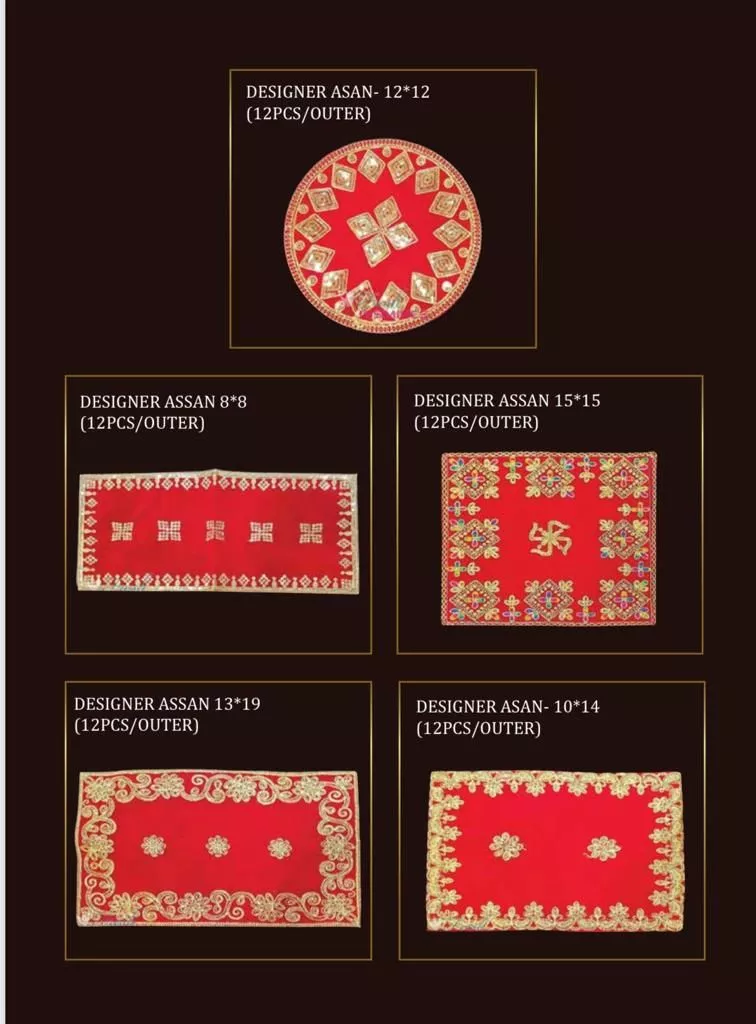 DESIGNER ASAN- 12*12
(12PCS/OUTER)
DESIGNER ASSAN 8*8
(12PCS/OUTER)
DESIGNER ASSAN 15*15
(12PCS/OUTER)
DESIGNER ASSAN 13*19
(12PCS/OUTER)
DESIGNER ASAN- 10*14
(12PCS/OUTER)